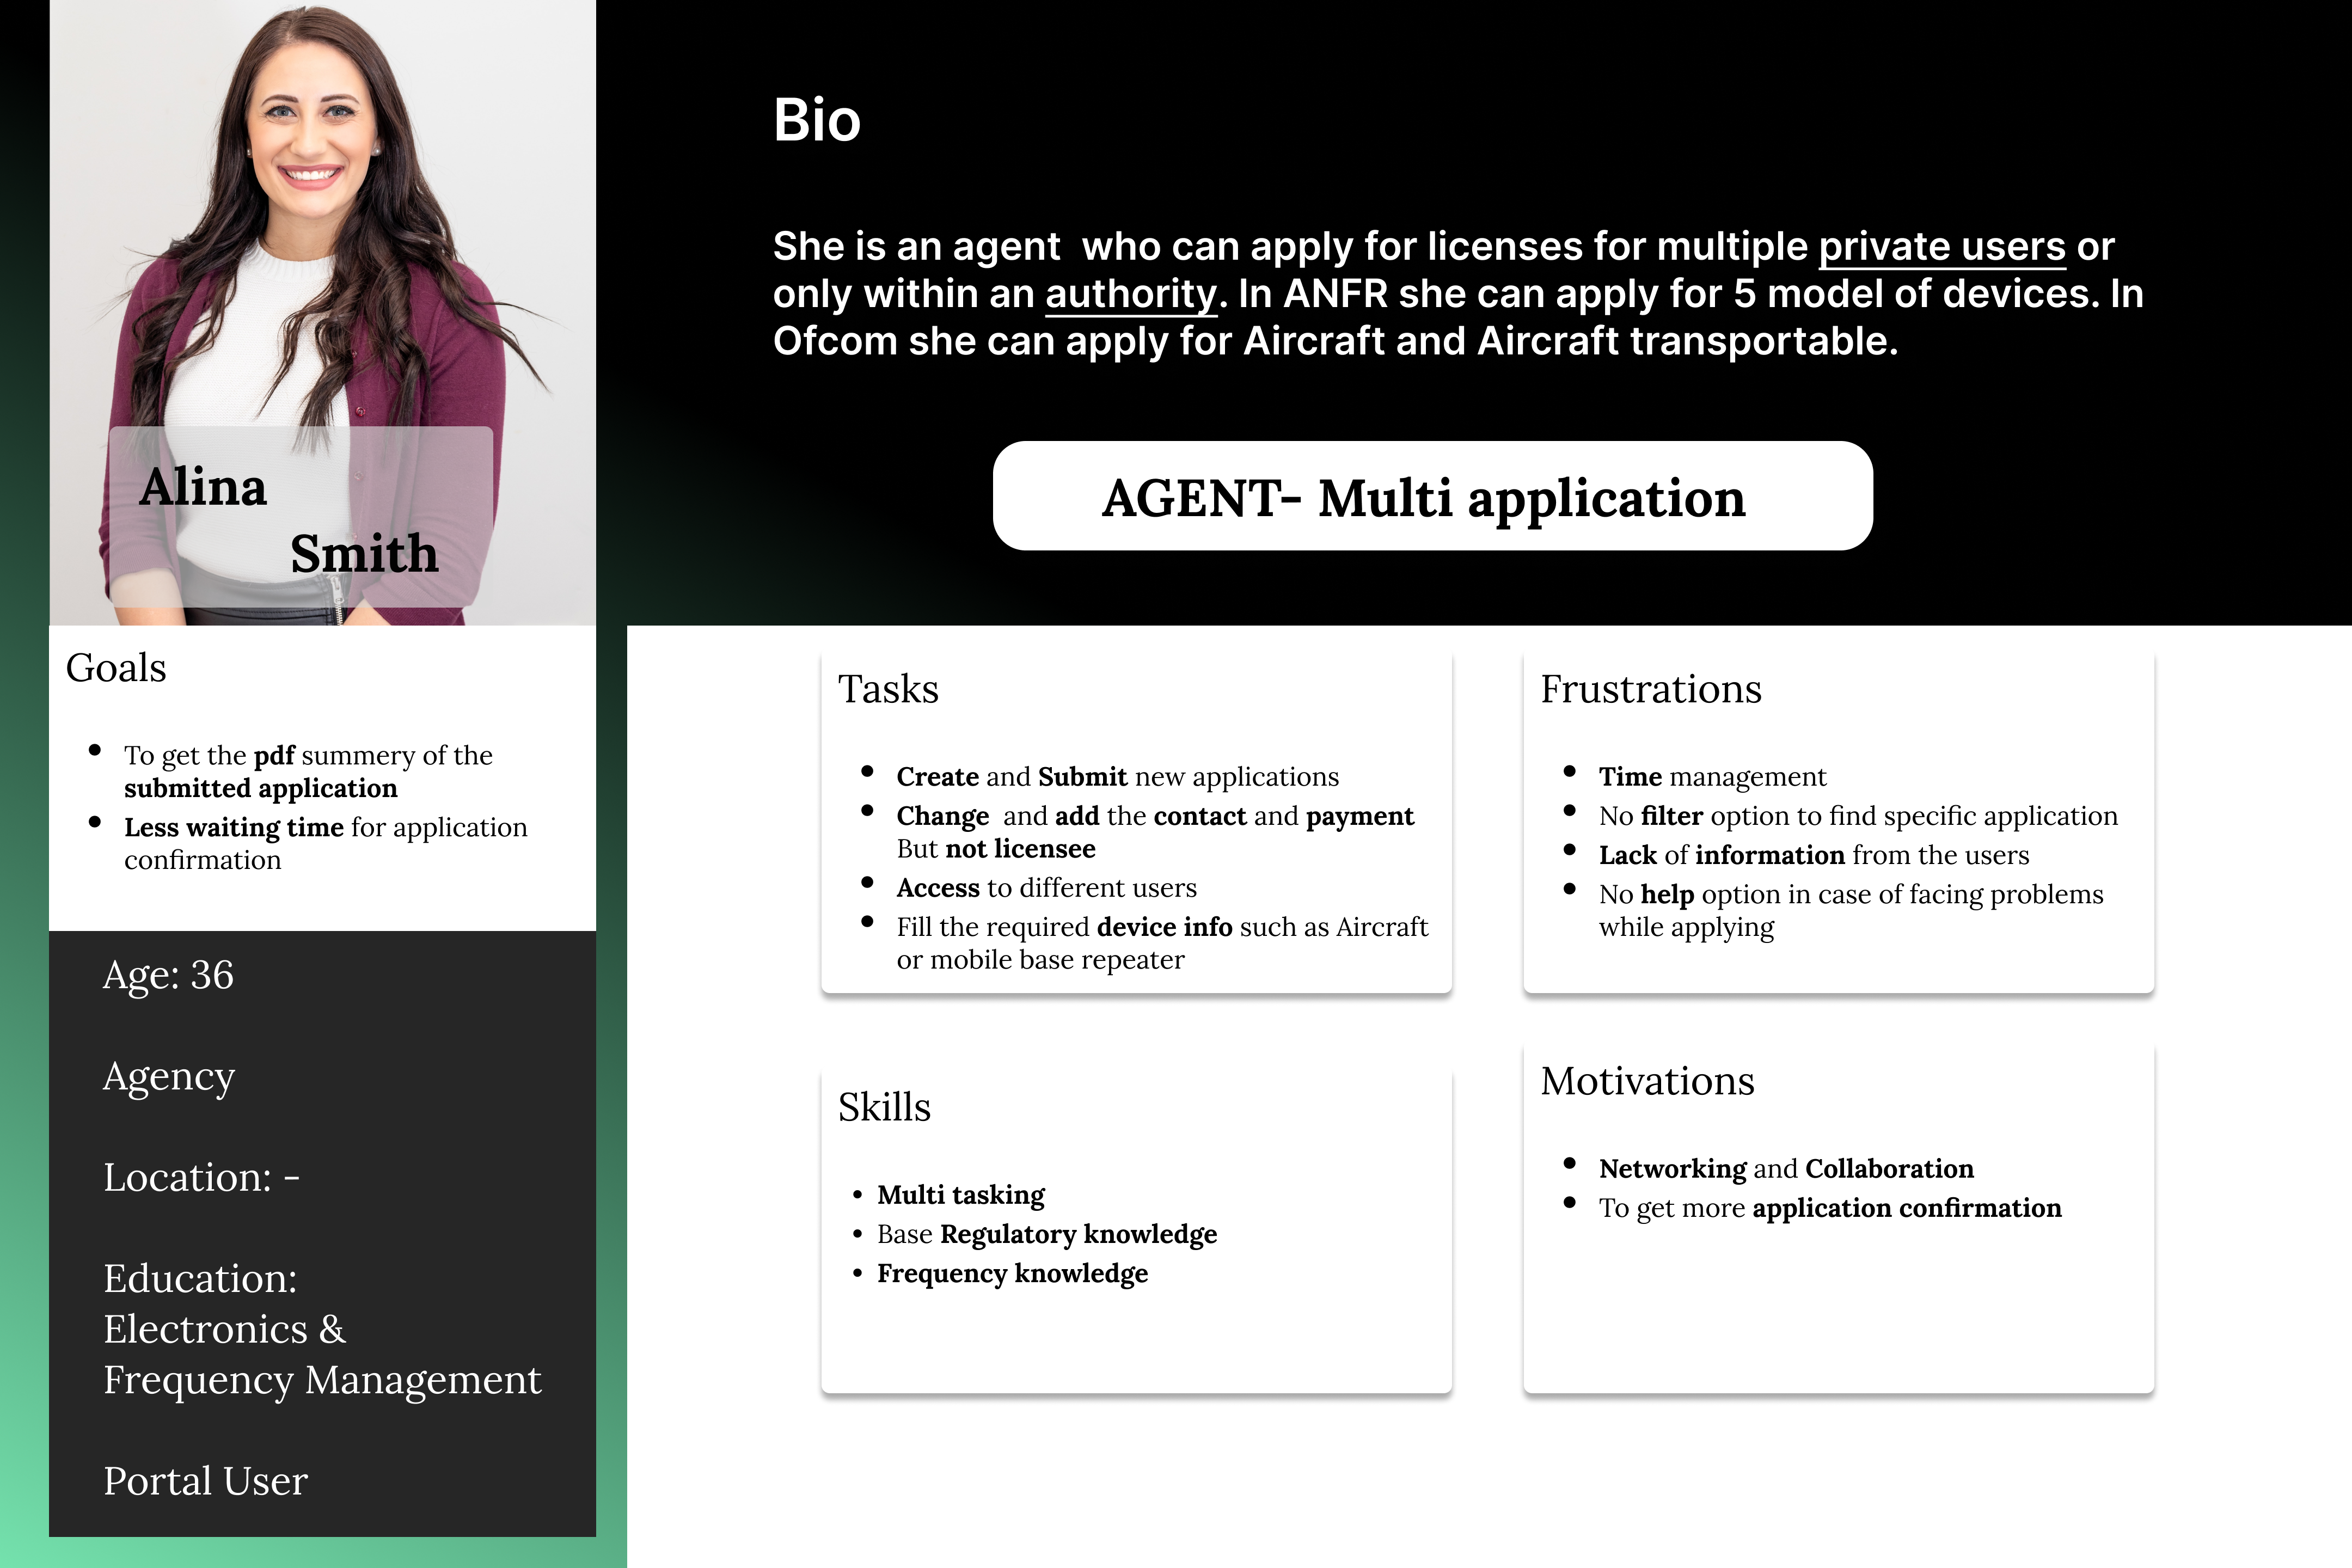 Alina
Smith
Goals
To get the pdf summery of the
submitted application
Less waiting time for application
confirmation
Age: 36
Agency
Location: -
Education:
Electronics &
Frequency Management
Portal User
Bio
She is an agent  who can apply for licenses for multiple private users or
only within an authority. In ANFR she can apply for 5 model of devices. In
Ofcom she can apply for Aircraft and Aircraft transportable.
AGENT- Multi application
Tasks
Create and Submit new applications
Change  and add the contact and payment
But not licensee
Access to different users
Fill the required device info such as Aircraft
or mobile base repeater
Frustrations
Time management
No filter option to find specific application
Lack of information from the users
No help option in case of facing problems
while applying
Skills
Multi tasking
Base Regulatory knowledge
Frequency knowledge
Motivations
Networking and Collaboration
To get more application confirmation